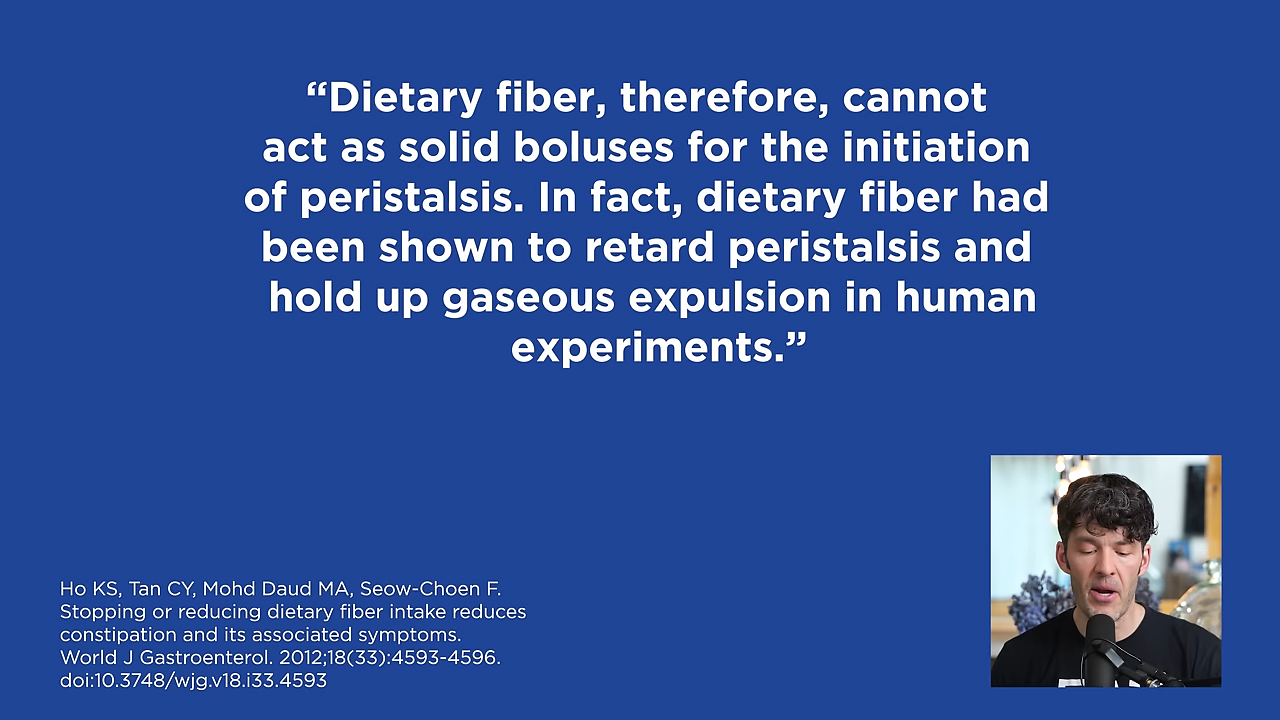 “Dietary fiber, therefore, cannot
act as solid boluses for the initiation
of peristalsis. In fact, dietary fiber had
been shown to retard peristalsis and
hold up gaseous expulsion in human
experiments.”
Ho KS, Tan CY, Mohd Daud MA, Seow-Choen F.
Stopping or reducing dietary fiber intake reduces
constipation and its associated symptoms.
World J Gastroenterol. 2012;18(33):4593-4596.
doi:10.3748/wjg.v18.i33.4593